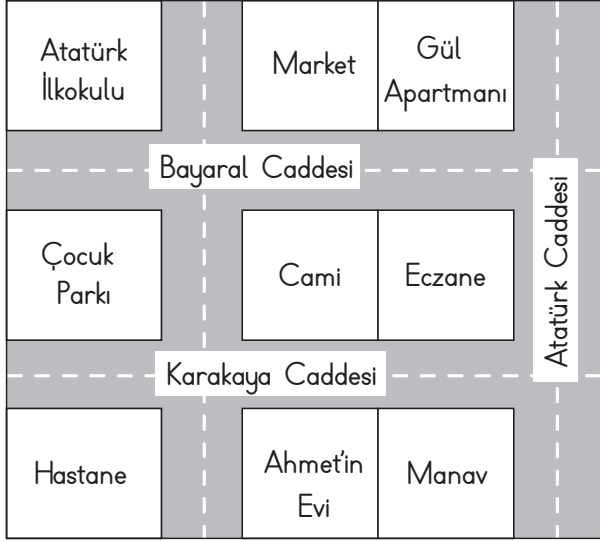 Atatürk
İlkokulu
Market
Gül
Apartmanı
Bayaral Caddesi
Atatürk Caddesi
Çocuk
Parkı
Cami
Eczane
Karakaya Caddesi
Hastane
Ahmet'in
Evi
Manav